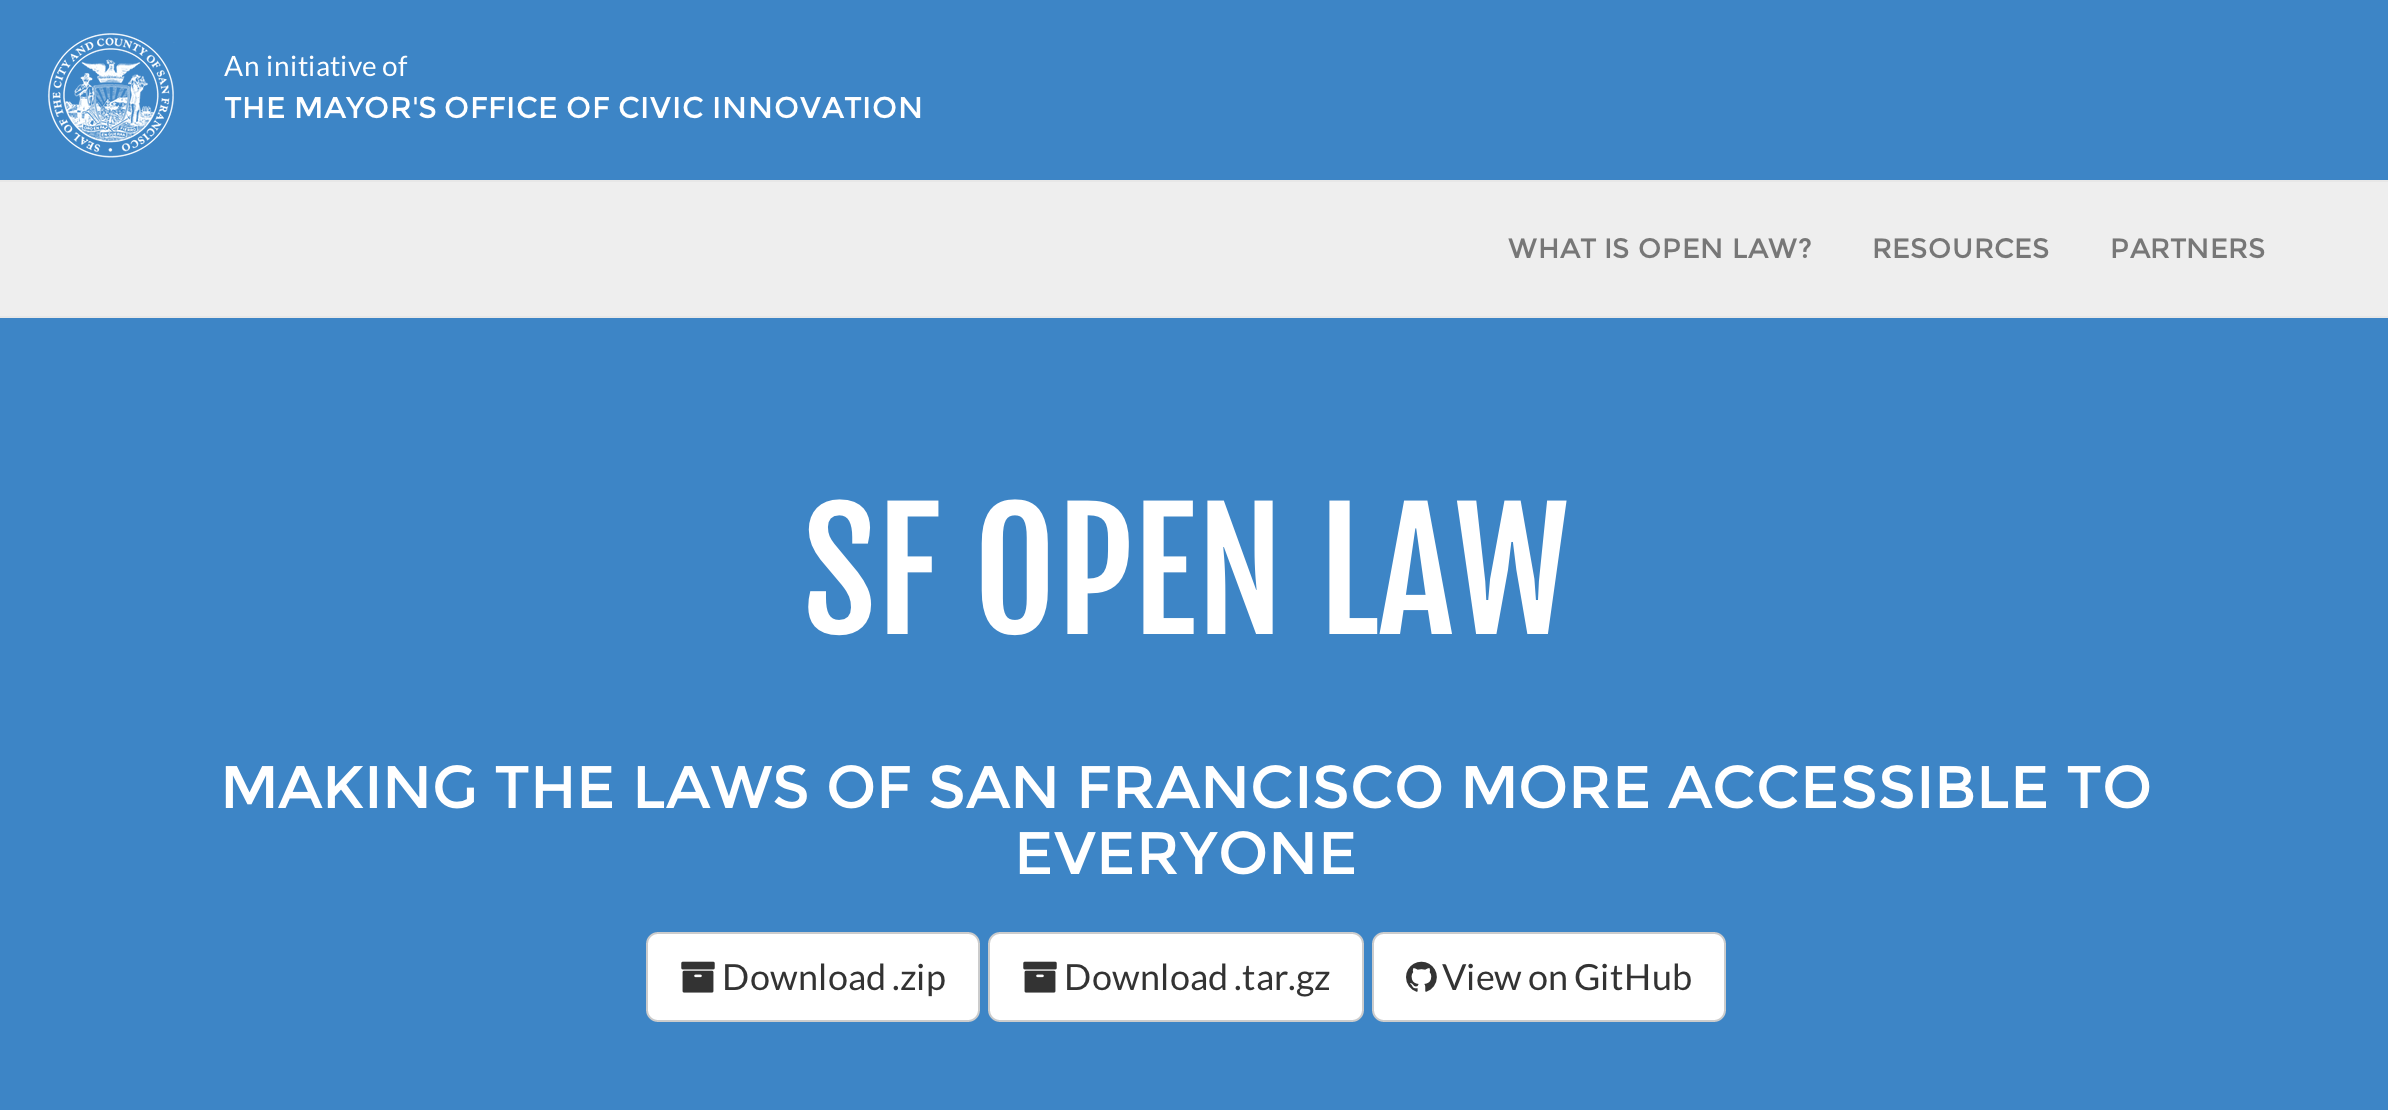 SEAL OF THE CITY AND COUNTY OF SAN FRANCISCO
An initiative of
THE MAYOR'S OFFICE OF CIVIC INNOVATION
WHAT IS OPEN LAW? RESOURCES PARTNERS
SF OPEN LAW
MAKING THE LAWS OF SAN FRANCISCO MORE ACCESSIBLE TO
EVERYONE
Download .zip Download .tar.gz View on GitHub